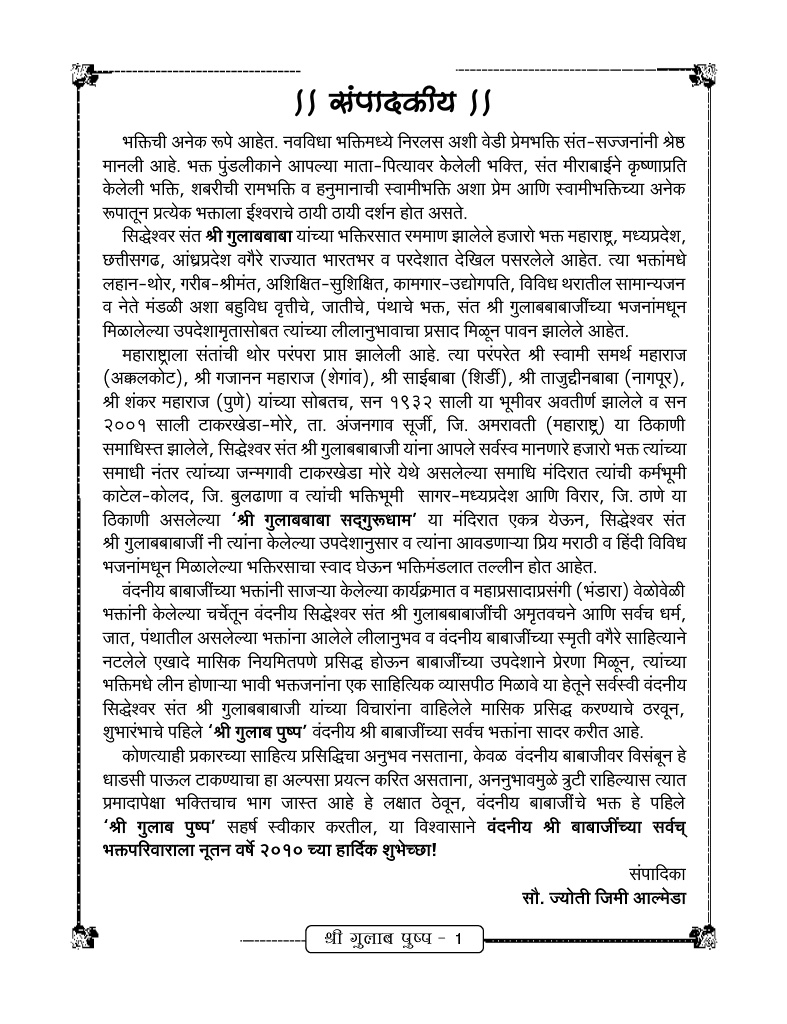 ।। संपादकीय ।।
भक्तिची अनेक रूपे आहेत. नवविधा भक्तिमध्ये निरलस अशी वेडी प्रेमभक्ति संत-सज्जनांनी श्रेष्ठ
मानली आहे. भक्त पुंडलीकाने आपल्या माता-पित्यावर केलेली भक्ति, संत मीराबाईने कृष्णाप्रति
केलेली भक्ति, शबरीची रामभक्ति व हनुमानाची स्वामीभक्ति अशा प्रेम आणि स्वामीभक्तिच्या अनेक
रूपातून प्रत्येक भक्ताला ईश्वराचे ठायी ठायी दर्शन होत असते.
सिद्धेश्वर संत श्री गुलाबबाबा यांच्या भक्तिरसात रममाण झालेले हजारो भक्त महाराष्ट्र, मध्यप्रदेश,
छत्तीसगढ, आंध्रप्रदेश वगैरे राज्यात भारतभर व परदेशात देखिल पसरलेले आहेत. त्या भक्तांमधे
लहान-थोर, गरीब-श्रीमंत, अशिक्षित-सुशिक्षित, कामगार-उद्योगपति, विविध थरातील सामान्यजन
व नेते मंडळी अशा बहुविध वृत्तीचे, जातीचे, पंथाचे भक्त, संत श्री गुलाबबाबाजींच्या भजनांमधून
मिळालेल्या उपदेशामृतासोबत त्यांच्या लीलानुभावाचा प्रसाद मिळून पावन झालेले आहेत.
महाराष्ट्राला संतांची थोर परंपरा प्राप्त झालेली आहे. त्या परंपरेत श्री स्वामी समर्थ महाराज
(अक्कलकोट), श्री गजानन महाराज (शेगांव), श्री साईबाबा (शिर्डी), श्री ताजुद्दीनबाबा (नागपूर),
श्री शंकर महाराज (पुणे) यांच्या सोबतच, सन १९३२ साली या भूमीवर अवतीर्ण झालेले व सन
२००१ साली टाकरखेडा-मोरे, ता. अंजनगाव सूर्जी, जि. अमरावती (महाराष्ट्र) या ठिकाणी
समाधिस्त झालेले, सिद्धेश्वर संत श्री गुलाबबाबाजी यांना आपले सर्वस्व मानणारे हजारो भक्त त्यांच्या
समाधी नंतर त्यांच्या जन्मगावी टाकरखेडा मोरे येथे असलेल्या समाधि मंदिरात त्यांची कर्मभूमी
काटेल-कोलद, जि. बुलढाणा व त्यांची भक्तिभूमी सागर-मध्यप्रदेश आणि विरार, जि. ठाणे या
ठिकाणी असलेल्या ‘श्री गुलाबबाबा सद्‌गुरूधाम’ या मंदिरात एकत्र येऊन, सिद्धेश्वर संत
श्री गुलाबबाबाजीं नी त्यांना केलेल्या उपदेशानुसार व त्यांना आवडणाऱ्या प्रिय मराठी व हिंदी विविध
भजनांमधून मिळालेल्या भक्तिरसाचा स्वाद घेऊन भक्तिमंडलात तल्लीन होत आहेत.
वंदनीय बाबाजींच्या भक्तांनी साजऱ्या केलेल्या कार्यक्रमात व महाप्रसादाप्रसंगी (भंडारा) वेळोवेळी
भक्तांनी केलेल्या चर्चेतून वंदनीय सिद्धेश्वर संत श्री गुलाबबाबाजींची अमृतवचने आणि सर्वच धर्म,
जात, पंथातील असलेल्या भक्तांना आलेले लीलानुभव व वंदनीय बाबाजींच्या स्मृती वगैरे साहित्याने
नटलेले एखादे मासिक नियमितपणे प्रसिद्ध होऊन बाबाजींच्या उपदेशाने प्रेरणा मिळून, त्यांच्या
भक्तिमधे लीन होणाऱ्या भावी भक्तजनांना एक साहित्यिक व्यासपीठ मिळावे या हेतूने सर्वस्वी वंदनीय
सिद्धेश्वर संत श्री गुलाबबाबाजी यांच्या विचारांना वाहिलेले मासिक प्रसिद्ध करण्याचे ठरवून,
शुभारंभाचे पहिले ‘श्री गुलाब पुष्प’ वंदनीय श्री बाबाजींच्या सर्वच भक्तांना सादर करीत आहे.
कोणत्याही प्रकारच्या साहित्य प्रसिद्धिचा अनुभव नसताना, केवळ वंदनीय बाबाजीवर विसंबून हे
धाडसी पाऊल टाकण्याचा हा अल्पसा प्रयत्न करित असताना, अननुभावमुळे त्रुटी राहिल्यास त्यात
प्रमादापेक्षा भक्तिचाच भाग जास्त आहे हे लक्षात ठेवून, वंदनीय बाबाजींचे भक्त हे पहिले
‘श्री गुलाब पुष्प’ सहर्ष स्वीकार करतील, या विश्वासाने वंदनीय श्री बाबाजींच्या सर्वच्
भक्तपरिवाराला नूतन वर्षे २०१० च्या हार्दिक शुभेच्छा!
संपादिका
सौ. ज्योती जिमी आल्मेडा
श्री गुलाब पुष्प - 1